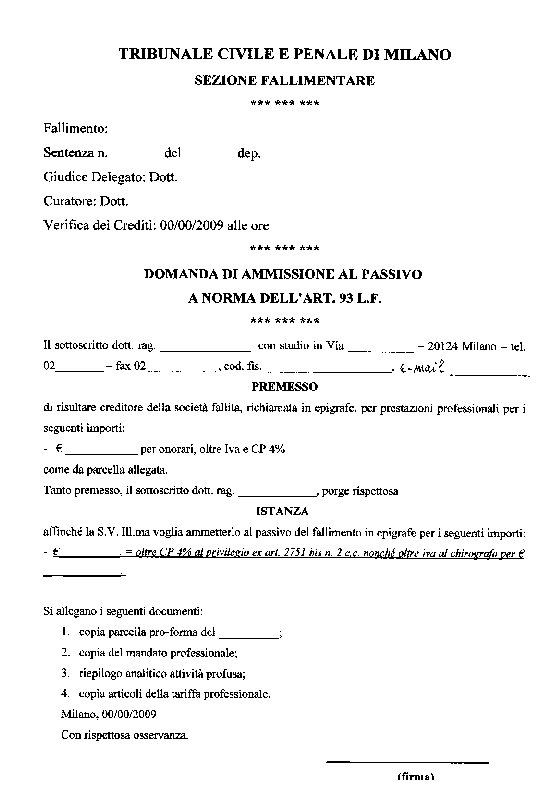 TRIBUNALE CIVILE E PENALE DI MILANO
SEZIONE FALLIMENTARE
*** *** ***
Fallimento:
Sentenza n. del dep.
Giudice Delegato: Dott.
Curatore: Dott.
Verifica dei Crediti: 00/00/2009 alle ore
*** *** ***
DOMANDA DI AMMISSIONE AL PASSIVO
A NORMA DELL'ART. 93 L.F.
*** *** ***
Il sottoscritto dott. rag. ______________ con studio in Via ____________ – 20124 Milano – tel.
02________ – fax 02___________, cod. fis. ____________________, e-mail ____________
PREMESSO
di risultare creditore della società fallita, richiamata in epigrafe, per prestazioni professionali per i
seguenti importi:
- € ____________ per onorari, oltre Iva e CP 4%
come da parcella allegata.
Tanto premesso, il sottoscritto dott. rag. ____________, porge rispettosa
ISTANZA
affinché la S.V. Ill.ma voglia ammetterlo al passivo del fallimento in epigrafe per i seguenti importi:
- €__________, = oltre CP 4% al privilegio ex art. 2751 bis n. 2 c.c. nonché oltre iva al chirografo per €
____________.
Si allegano i seguenti documenti:
1. copia parcella pro-forma del __________;
2. copia del mandato professionale;
3. riepilogo analitico attività profusa;
4. copia articoli della tariffa professionale.
Milano, 00/00/2009
Con rispettosa osservanza.
____________________
(firma)